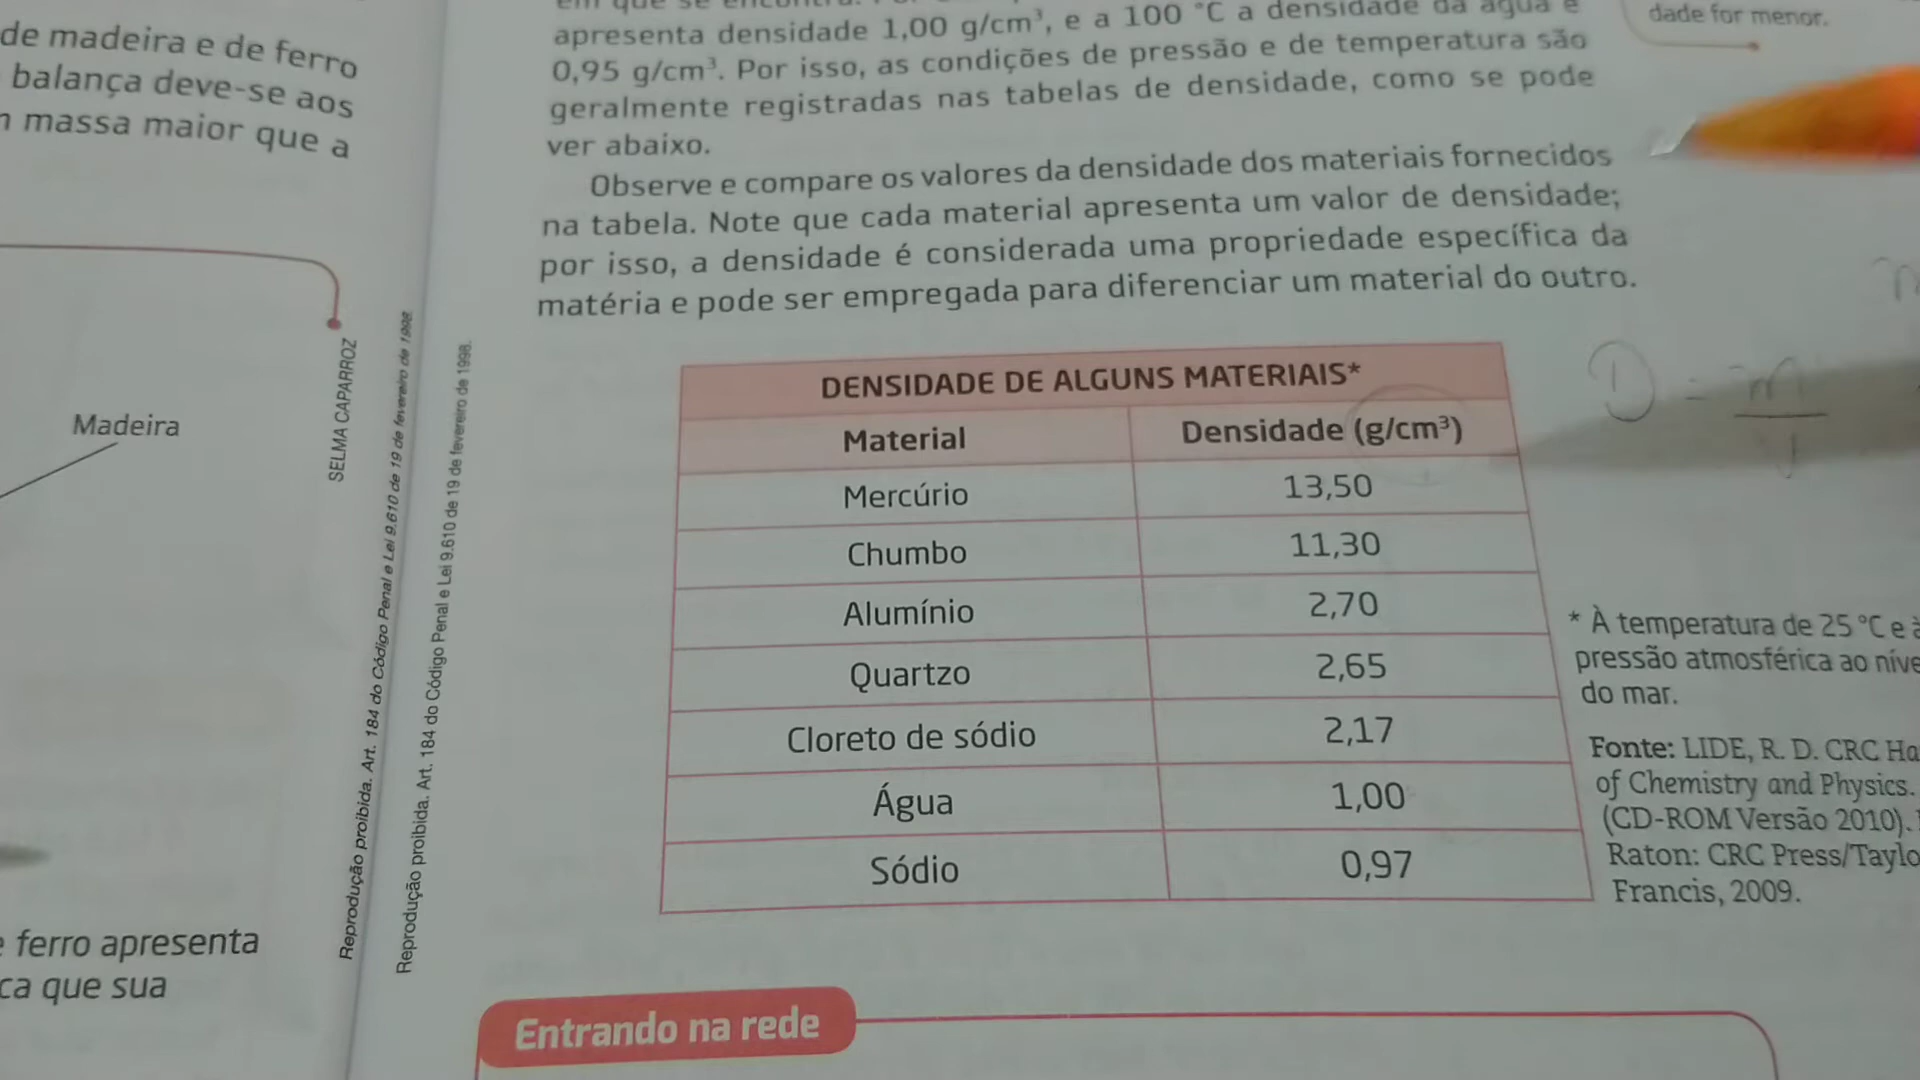 de madeira e de ferro
balança deve-se aos
massa maior que a
Madeira
SELMA CAPARROZ
Reprodução proibida. Art. 184 do Código Penal e Lei 9.610 de 19 de fevereiro de 1998.
ferro apresenta
que sua
Reprodução proibida. Art. 184 do Código Penal e Lei 9.610 de 19 de fevereiro de 1998.
em que se
apresenta densidade 1,00 g/cm³, e a 100 °C a densidade da água é
0,95 g/cm³. Por isso, as condições de pressão e de temperatura são
geralmente registradas nas tabelas de densidade, como se pode
ver abaixo.
Observe e compare os valores da densidade dos materiais fornecidos
na tabela. Note que cada material apresenta um valor de densidade;
por isso, a densidade é considerada uma propriedade específica da
matéria e pode ser empregada para diferenciar um material do outro.
dade for menor.
D = m
DENSIDADE DE ALGUNS MATERIAIS*
Material Densidade (g/cm³)
Mercúrio 13,50
Chumbo 11,30
Alumínio 2,70
Quartzo 2,65
Cloreto de sódio 2,17
Água 1,00
Sódio 0,97
* À temperatura de 25 °C e à
pressão atmosférica ao níve
do mar.
Fonte: LIDE, R. D. CRC Ha
of Chemistry and Physics.
(CD-ROM Versão 2010).
Raton: CRC Press/Taylo
Francis, 2009.
Entrando na rede